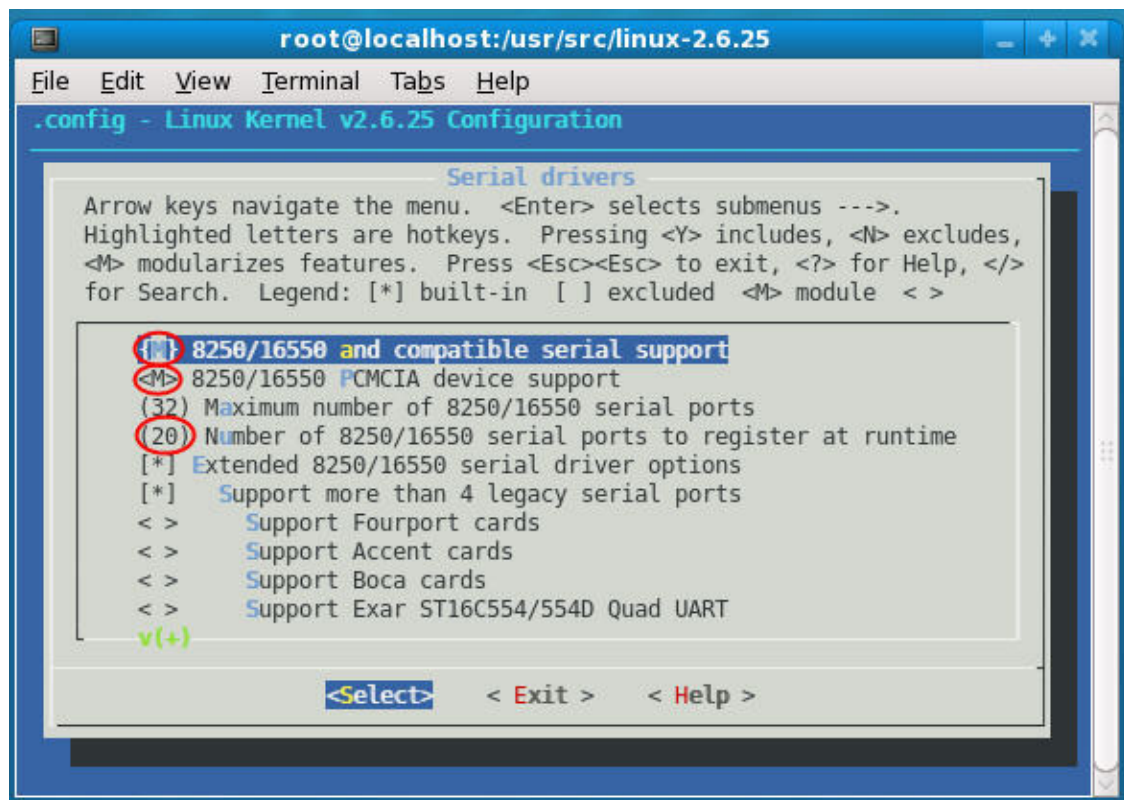 root@localhost:/usr/src/linux-2.6.25
File Edit View Terminal Tabs Help
.config - Linux Kernel v2.6.25 Configuration
Serial drivers
Arrow keys navigate the menu. <Enter> selects submenus --->.
Highlighted letters are hotkeys. Pressing <Y> includes, <N> excludes,
<M> modularizes features. Press <Esc><Esc> to exit, <?> for Help, </>
for Search. Legend: [*] built-in [ ] excluded <M> module < >
{M} 8250/16550 and compatible serial support
<M> 8250/16550 PCMCIA device support
(32) Maximum number of 8250/16550 serial ports
(20) Number of 8250/16550 serial ports to register at runtime
[*] Extended 8250/16550 serial driver options
[*] Support more than 4 legacy serial ports
< > Support Fourport cards
< > Support Accent cards
< > Support Boca cards
< > Support Exar ST16C554/554D Quad UART
v(+)
<Select> < Exit > < Help >